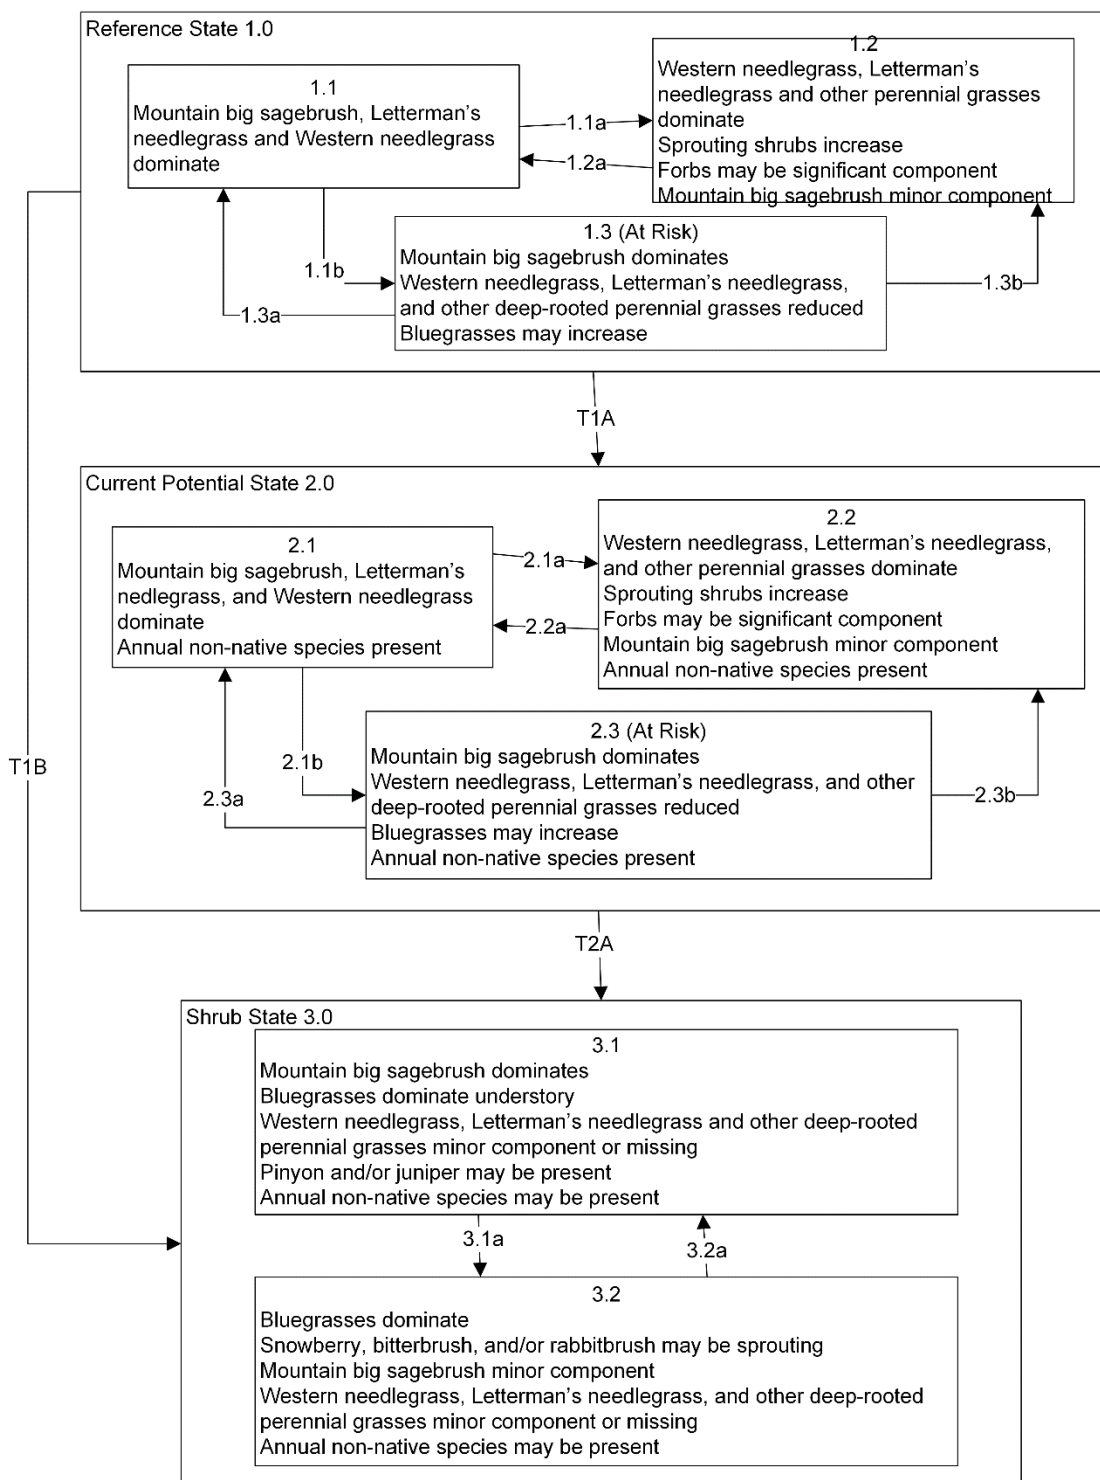 Reference State 1.0
1.1
Mountain big sagebrush, Letterman's
needlegrass and Western needlegrass
dominate
1.1a
1.2a
1.2
Western needlegrass, Letterman's
needlegrass and other perennial grasses
dominate
Sprouting shrubs increase
Forbs may be significant component
Mountain big sagebrush minor component
1.1b
1.3a
1.3 (At Risk)
Mountain big sagebrush dominates
Western needlegrass, Letterman's needlegrass,
and other deep-rooted perennial grasses reduced
Bluegrasses may increase
1.3b
T1A
Current Potential State 2.0
2.1
Mountain big sagebrush, Letterman's
nedlegrass, and Western needlegrass
dominate
Annual non-native species present
2.1a
2.2a
2.2
Western needlegrass, Letterman's needlegrass,
and other perennial grasses dominate
Sprouting shrubs increase
Forbs may be significant component
Mountain big sagebrush minor component
Annual non-native species present
T1B
2.1b
2.3a
2.3 (At Risk)
Mountain big sagebrush dominates
Western needlegrass, Letterman's needlegrass, and other
deep-rooted perennial grasses reduced
Bluegrasses may increase
Annual non-native species present
2.3b
T2A
Shrub State 3.0
3.1
Mountain big sagebrush dominates
Bluegrasses dominate understory
Western needlegrass, Letterman's needlegrass and other deep-rooted
perennial grasses minor component or missing
Pinyon and/or juniper may be present
Annual non-native species may be present
3.1a
3.2a
3.2
Bluegrasses dominate
Snowberry, bitterbrush, and/or rabbitbrush may be sprouting
Mountain big sagebrush minor component
Western needlegrass, Letterman's needlegrass, and other deep-rooted
perennial grasses minor component or missing
Annual non-native species may be present